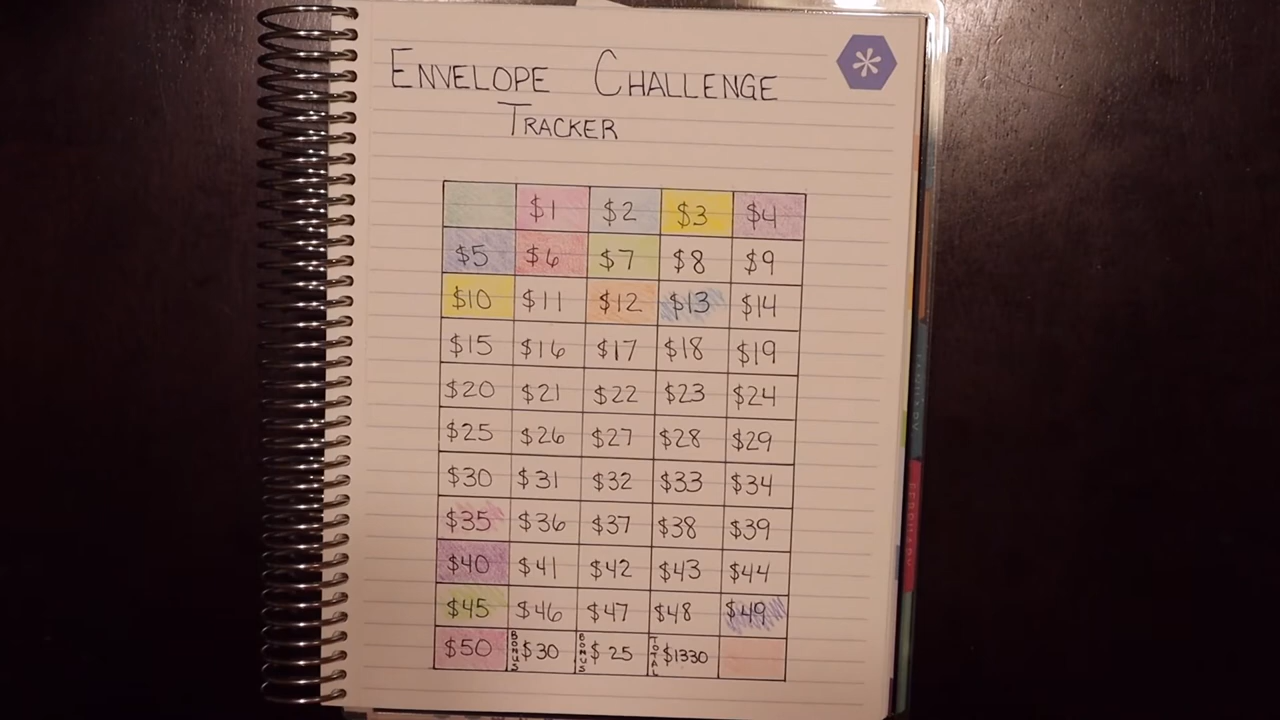 ENVELOPE CHALLENGE
TRACKER
$1 $2 $3 $4
$5 $6 $7 $8 $9
$10 $11 $12 $13 $14
$15 $16 $17 $18 $19
$20 $21 $22 $23 $24
$25 $26 $27 $28 $29
$30 $31 $32 $33 $34
$35 $36 $37 $38 $39
$40 $41 $42 $43 $44
$45 $46 $47 $48 $49
$50 BONUS $30 BONUS $25 TOTAL $1330
FEBRUARY